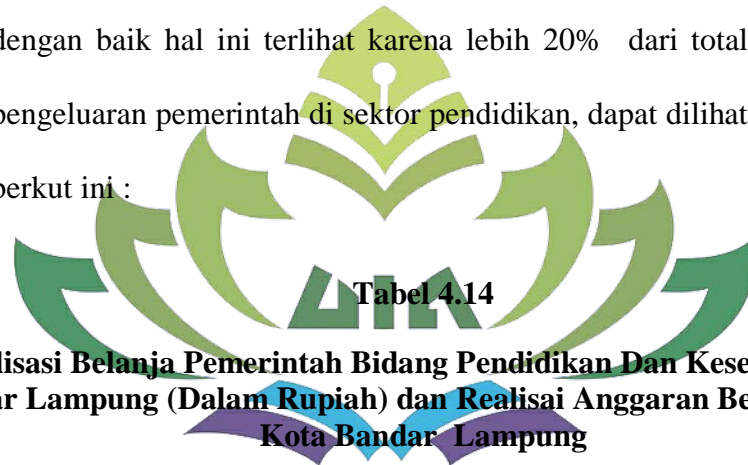 dengan baik hal ini terlihat karena lebih 20% dari total
pengeluaran pemerintah di sektor pendidikan, dapat dilihat
berkut ini :
Tabel 4.14
lisasi Belanja Pemerintah Bidang Pendidikan Dan Kese
ar Lampung (Dalam Rupiah) dan Realisai Anggaran Be
Kota Bandar Lampung